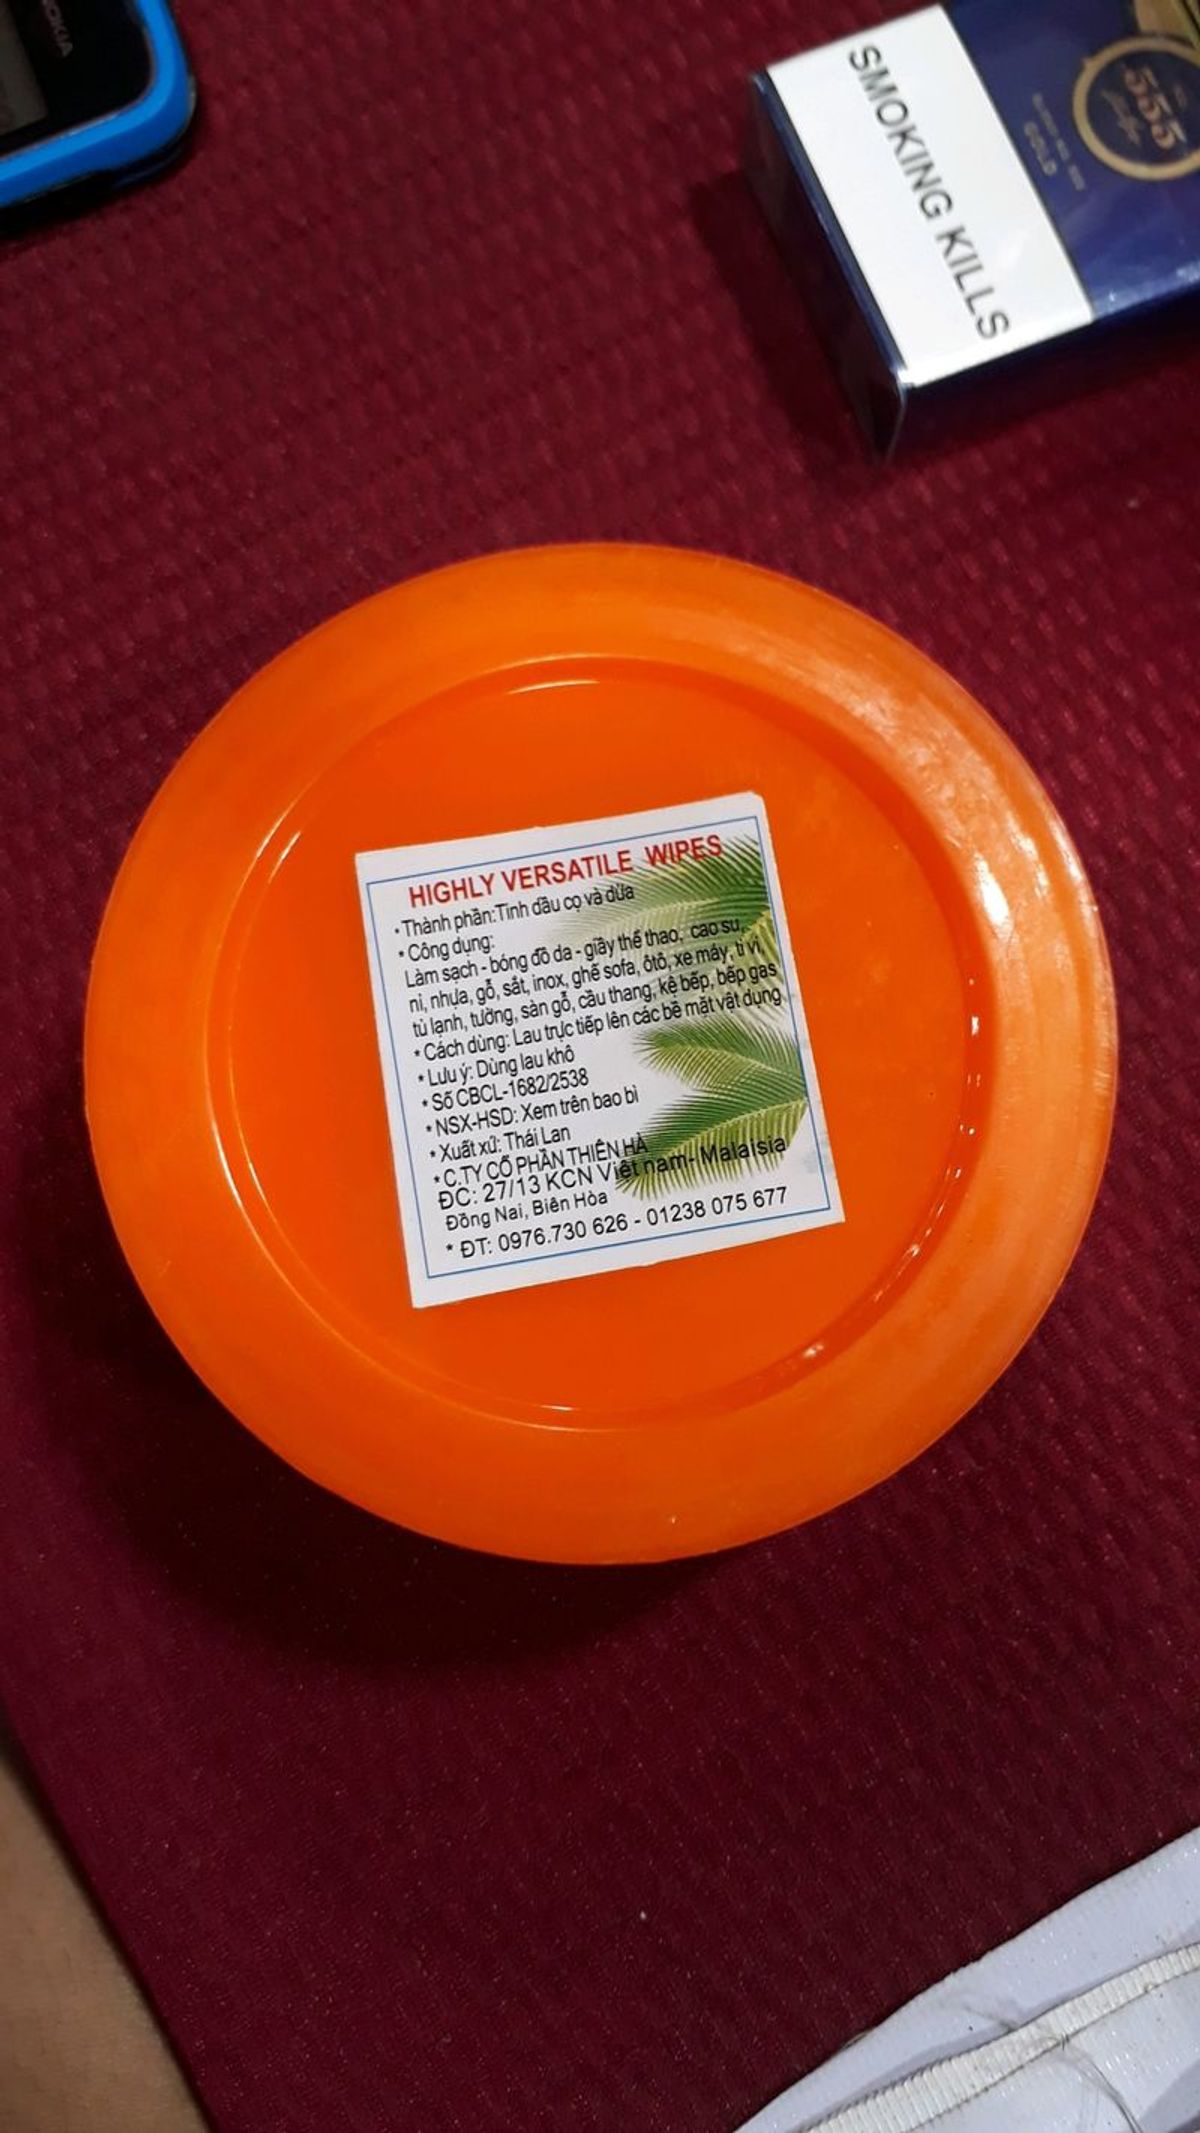 NOKIA
SMOKING KILLS
555
GOLD
HIGHLY VERSATILE WIPES
• Thành phần:Tinh dầu cọ và dừa
* Công dụng:
Làm sạch - bóng đồ da - giầy thể thao, cao su,
ni, nhựa, gỗ, sắt, inox, ghế sofa, ôtô, xe máy, ti vi,
tủ lạnh, tường, sàn gỗ, cầu thang, kệ bếp, bếp gas
* Cách dùng: Lau trực tiếp lên các bề mặt vật dụng
* Lưu ý: Dùng lau khô
* Số CBCL-1682/2538
* NSX-HSD: Xem trên bao bì
* Xuất xứ: Thái Lan
* C.TY CỔ PHẦN THIÊN HÀ
ĐC: 27/13 KCN Việt nam- Malaisia
Đồng Nai, Biên Hòa
* ĐT: 0976.730 626 - 01238 075 677